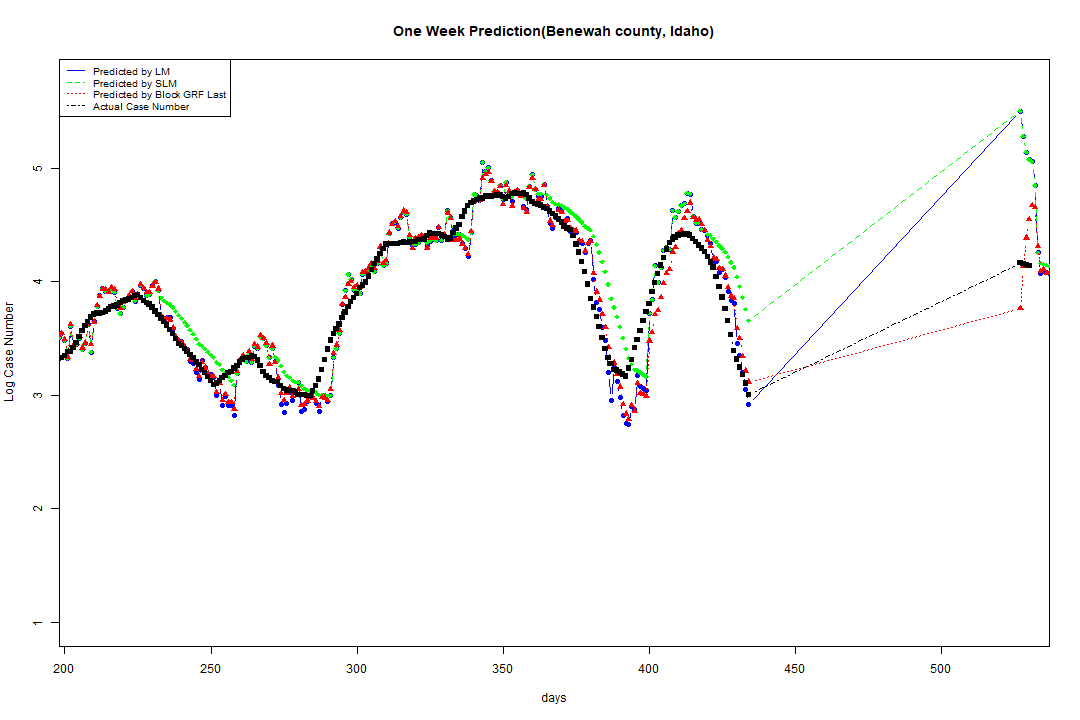 One Week Prediction(Benewah county, Idaho)
Predicted by LM
Predicted by SLM
Predicted by Block GRF Last
Actual Case Number
Log Case Number
5
4
3
2
1
200 250 300 350 400 450 500
days